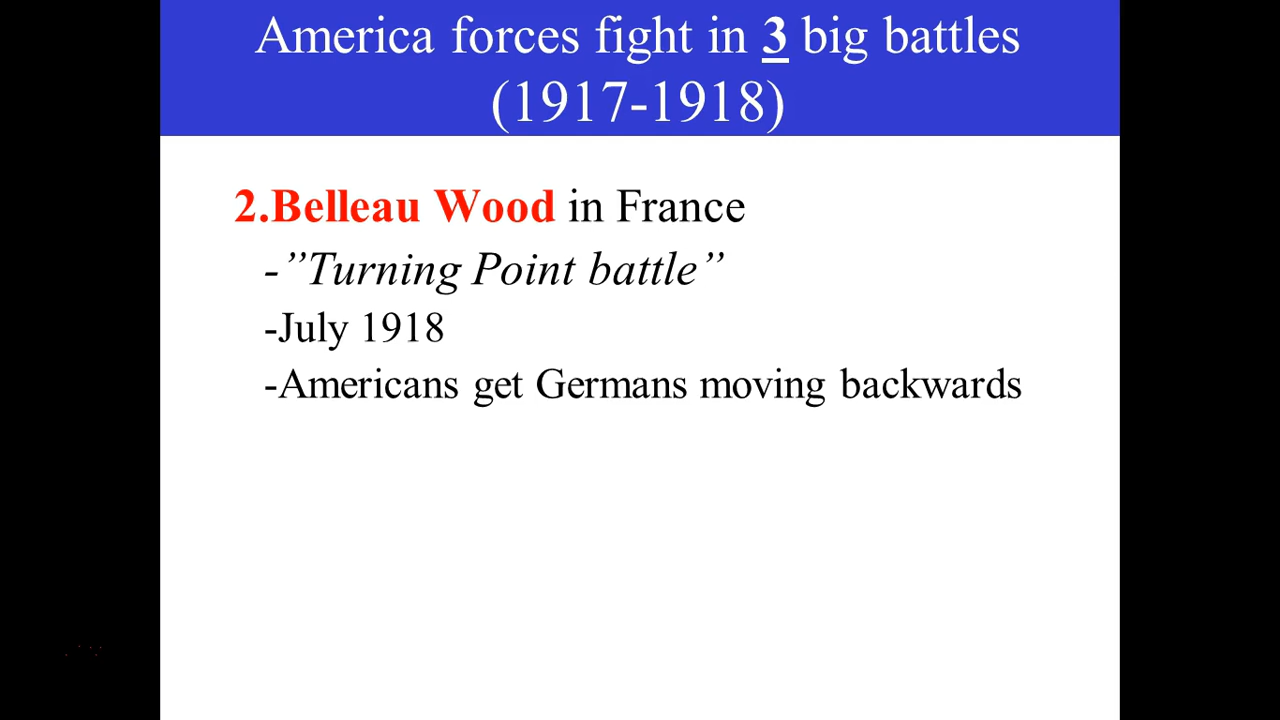 America forces fight in 3 big battles
(1917-1918)
2.Belleau Wood in France
-”Turning Point battle”
-July 1918
-Americans get Germans moving backwards